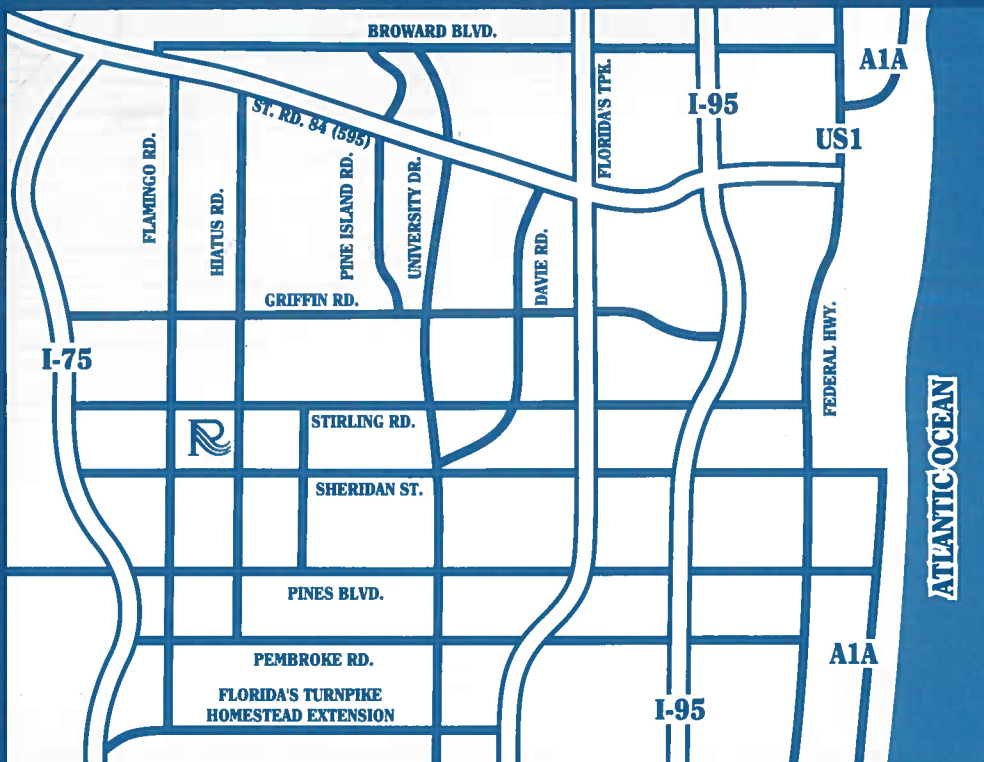 BROWARD BLVD.
A1A
I-95
US1
FLORIDA'S TPK.
ST. RD. 84 (595)
FLAMINGO RD.
HIATUS RD.
PINE ISLAND RD.
UNIVERSITY DR.
DAVIE RD.
GRIFFIN RD.
I-75
FEDERAL HWY.
STIRLING RD.
R
SHERIDAN ST.
ATLANTIC OCEAN
PINES BLVD.
PEMBROKE RD.
A1A
FLORIDA'S TURNPIKE
HOMESTEAD EXTENSION
I-95